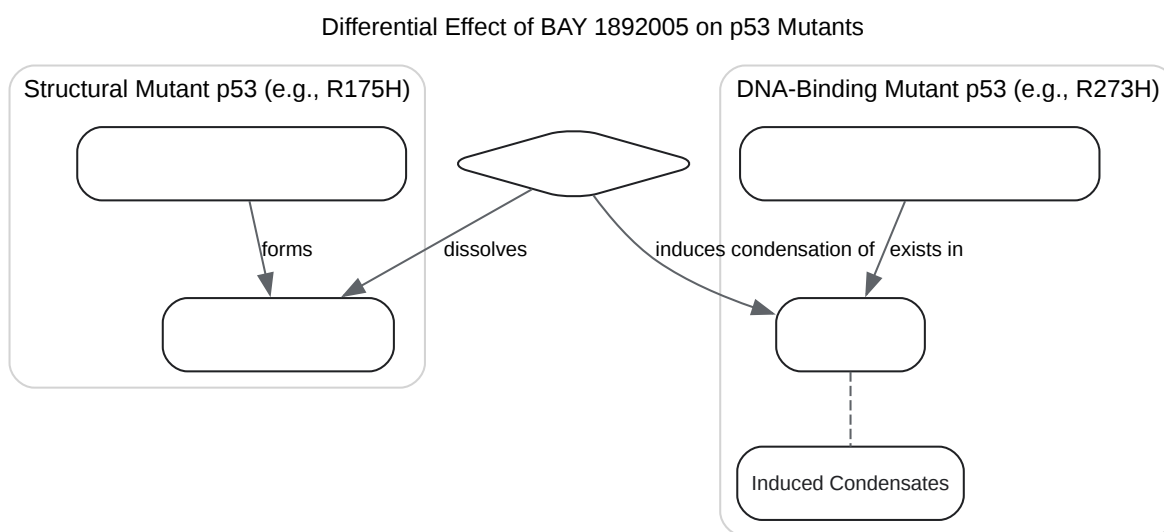 Differential Effect of BAY 1892005 on p53 Mutants
Structural Mutant p53 (e.g., R175H)
DNA-Binding Mutant p53 (e.g., R273H)
forms
dissolves
induces condensation of
exists in
Induced Condensates